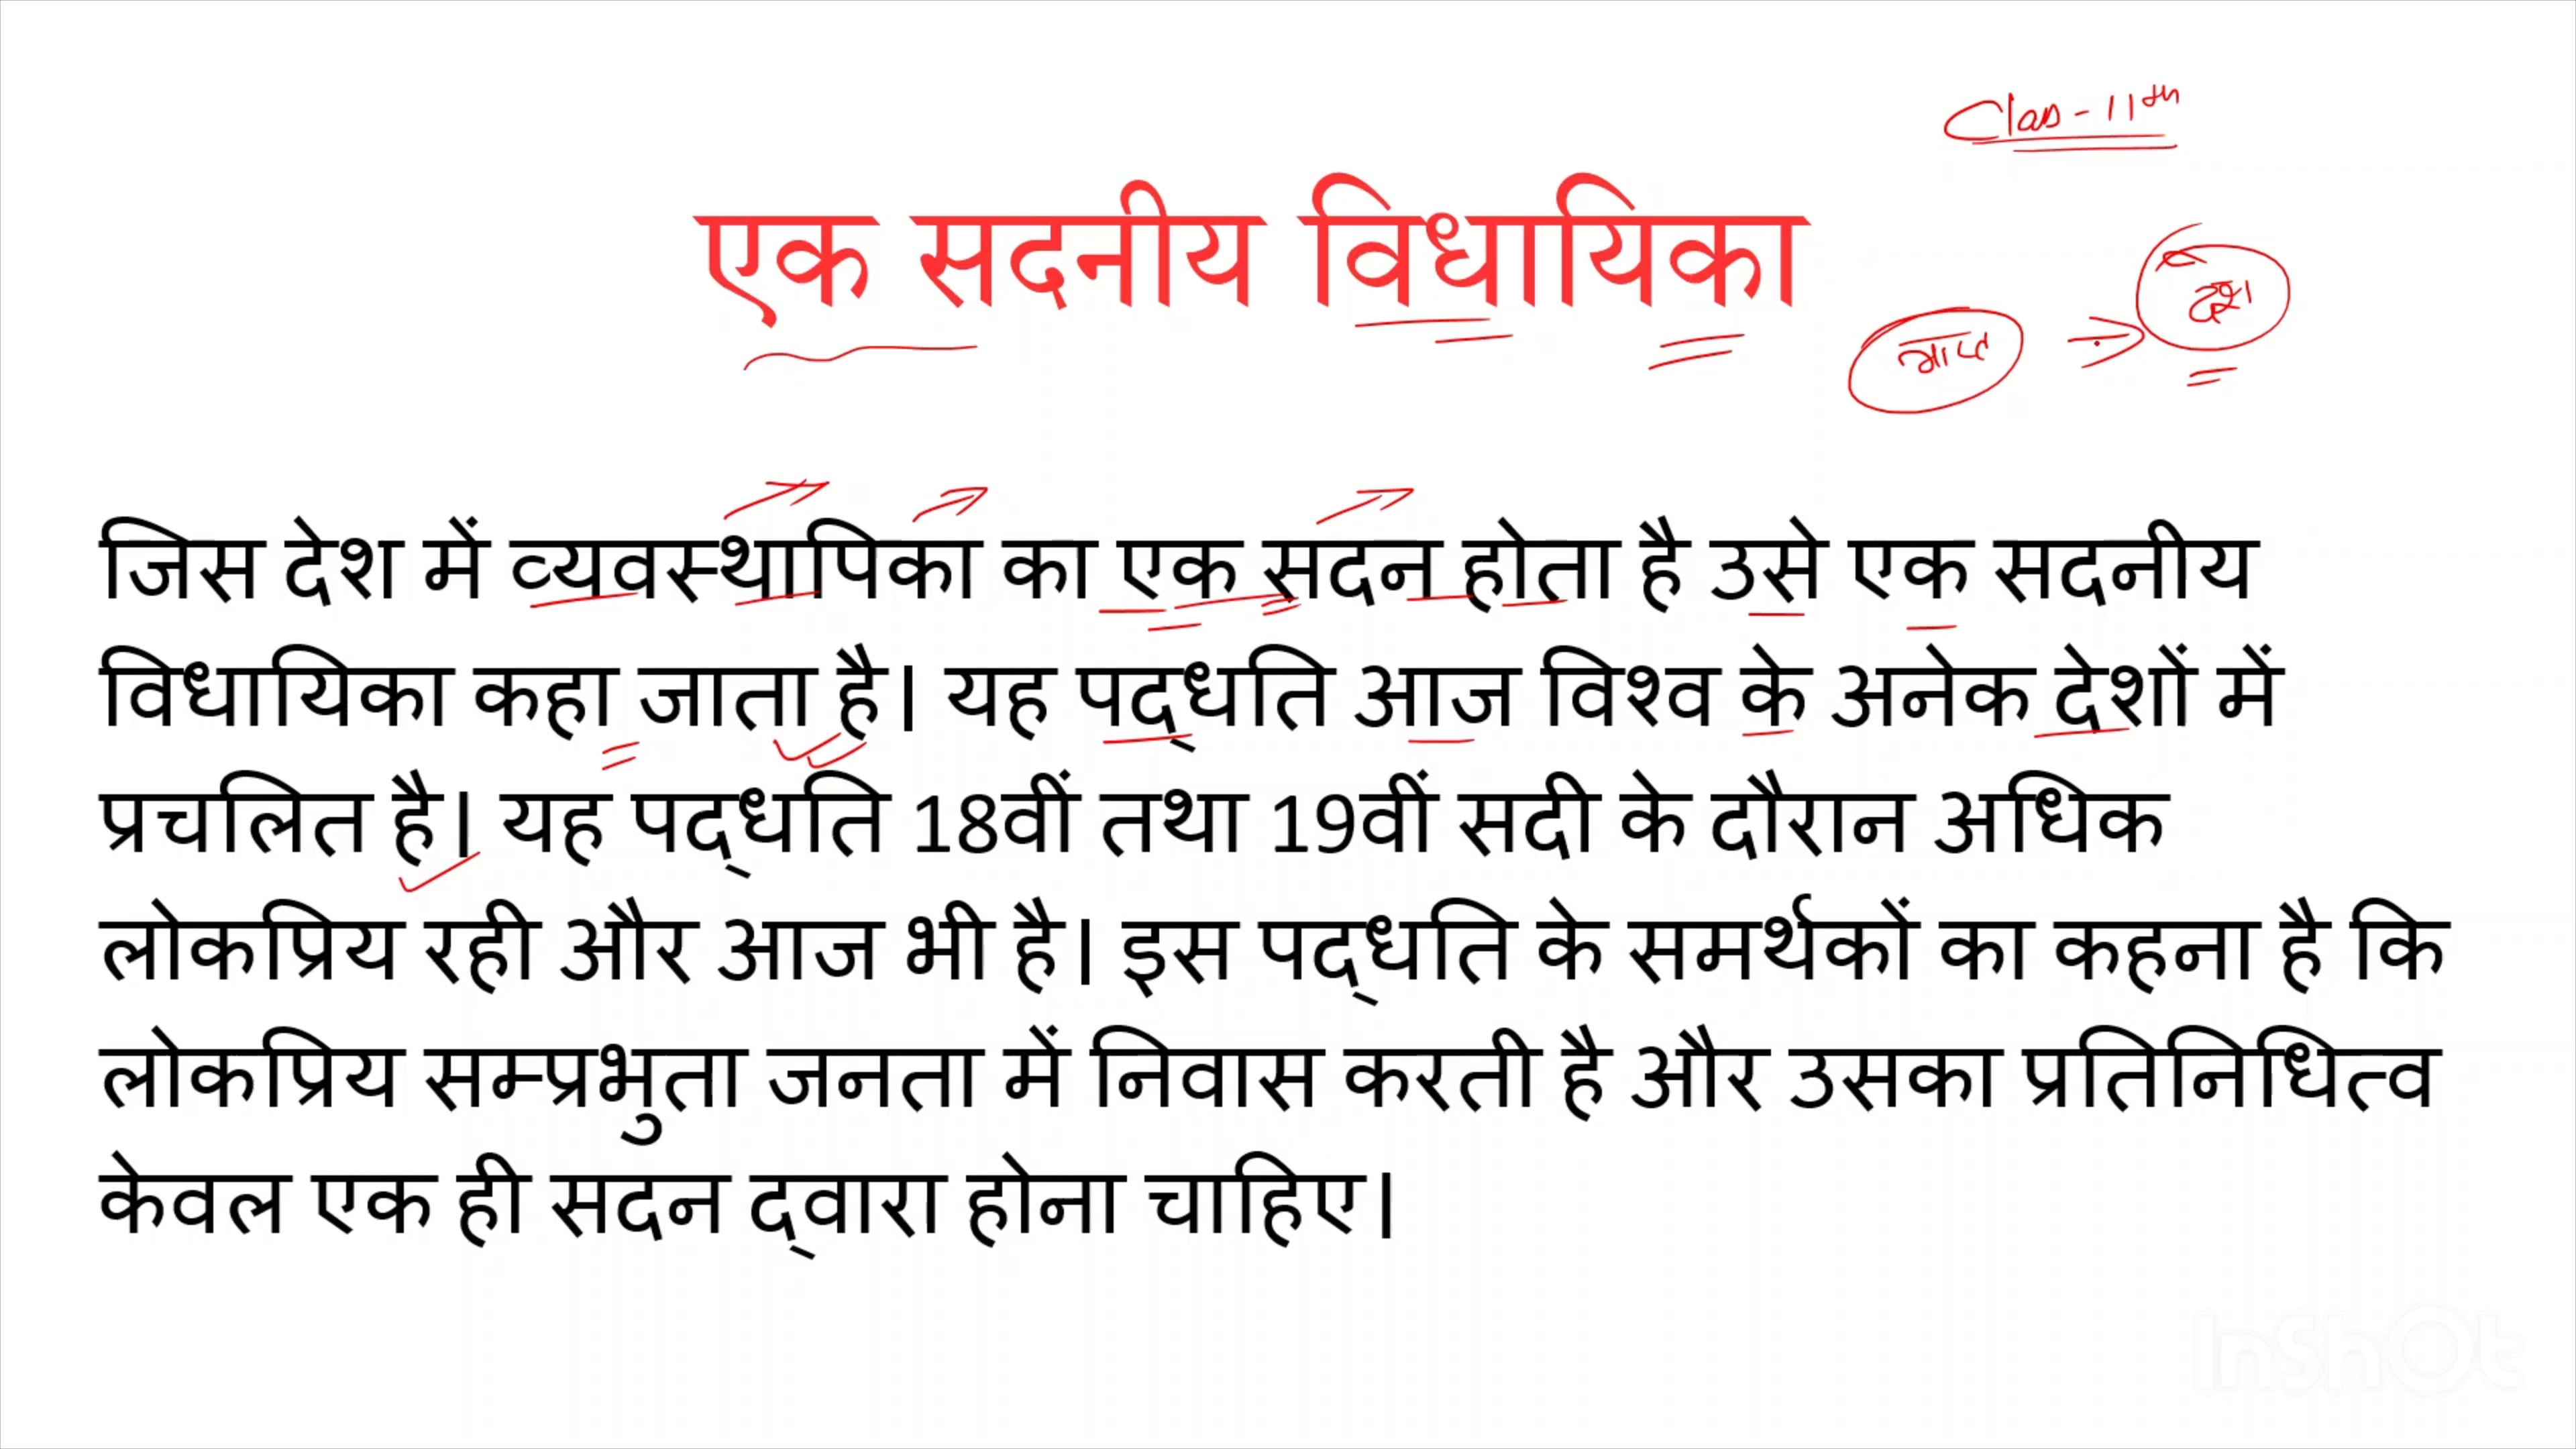 Class - 11th
एक सदनीय विधायिका
देश
जिस देश में व्यवस्थापिका का एक सदन होता है उसे एक सदनीय
विधायिका कहा जाता है। यह पद्धति आज विश्व के अनेक देशों में
प्रचलित है। यह पद्धति 18वीं तथा 19वीं सदी के दौरान अधिक
लोकप्रिय रही और आज भी है। इस पद्धति के समर्थकों का कहना है कि
लोकप्रिय सम्प्रभुता जनता में निवास करती है और उसका प्रतिनिधित्व
केवल एक ही सदन द्वारा होना चाहिए।
InShOt